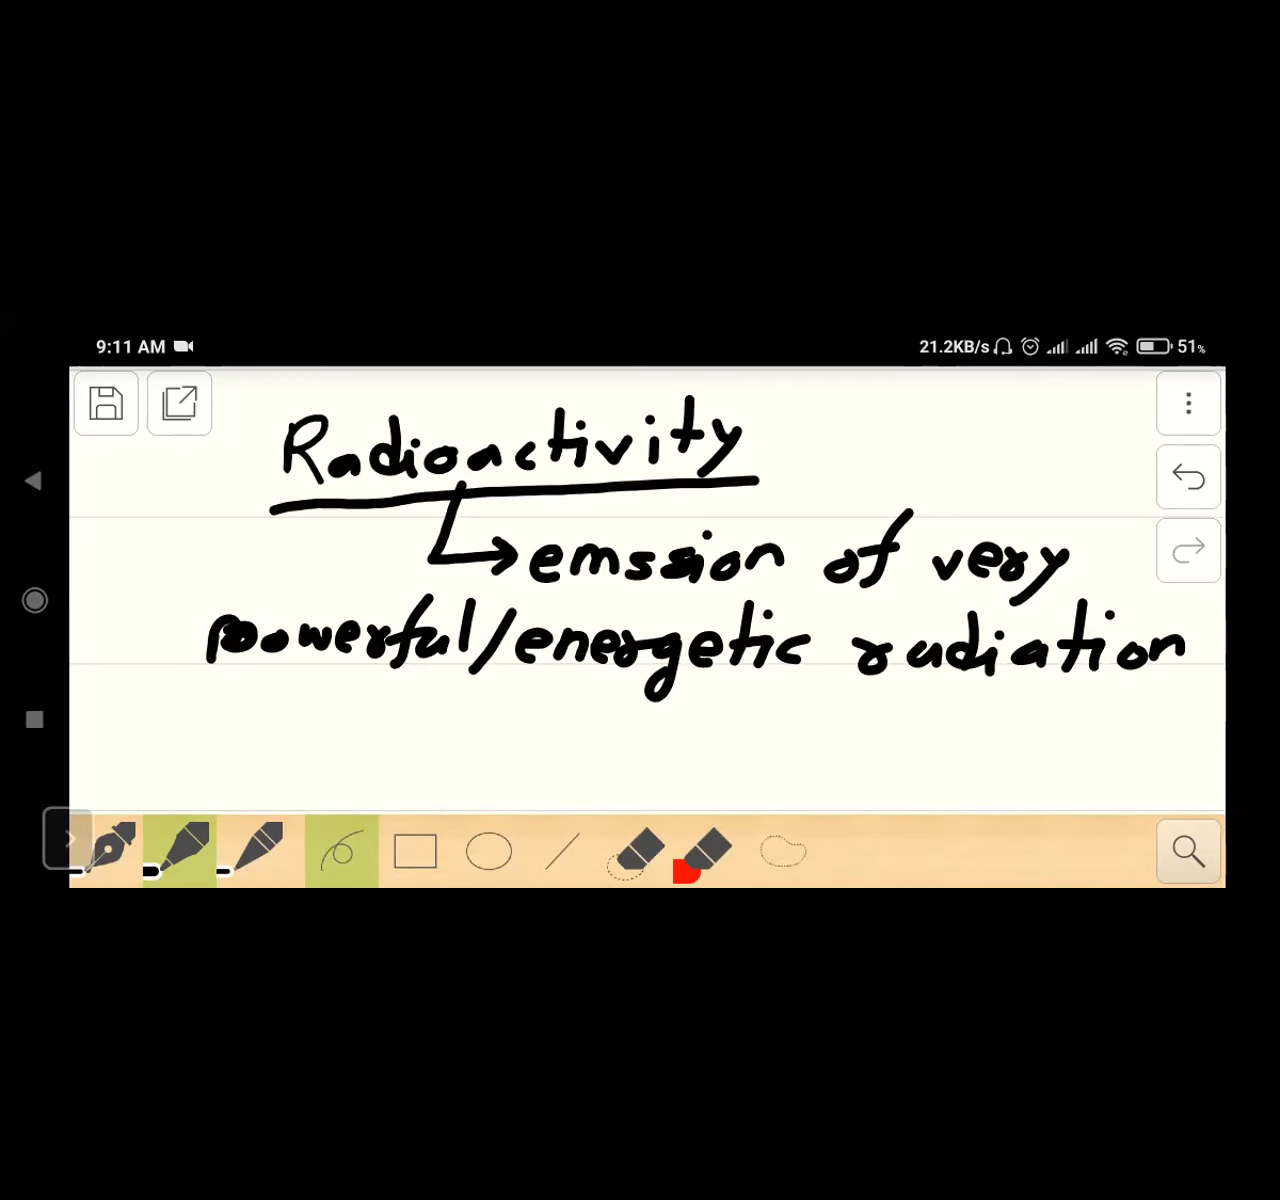 9:11 AM 21.2KB/s 51%
Radioactivity
emssion of very
powerful/energetic radiation